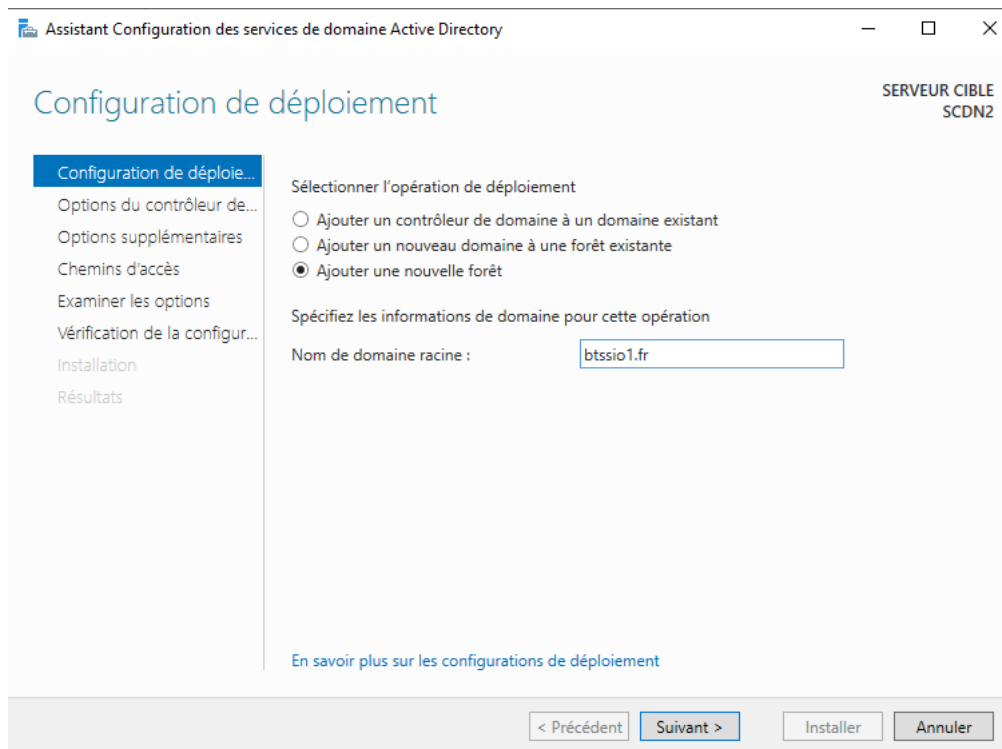 Assistant Configuration des services de domaine Active Directory
Configuration de déploiement
SERVEUR CIBLE
SCDN2
Configuration de déploie...
Options du contrôleur de...
Options supplémentaires
Chemins d’accès
Examiner les options
Vérification de la configur...
Installation
Résultats
Sélectionner l’opération de déploiement
Ajouter un contrôleur de domaine à un domaine existant
Ajouter un nouveau domaine à une forêt existante
Ajouter une nouvelle forêt
Spécifiez les informations de domaine pour cette opération
Nom de domaine racine : btssio1.fr
En savoir plus sur les configurations de déploiement
< Précédent Suivant > Installer Annuler